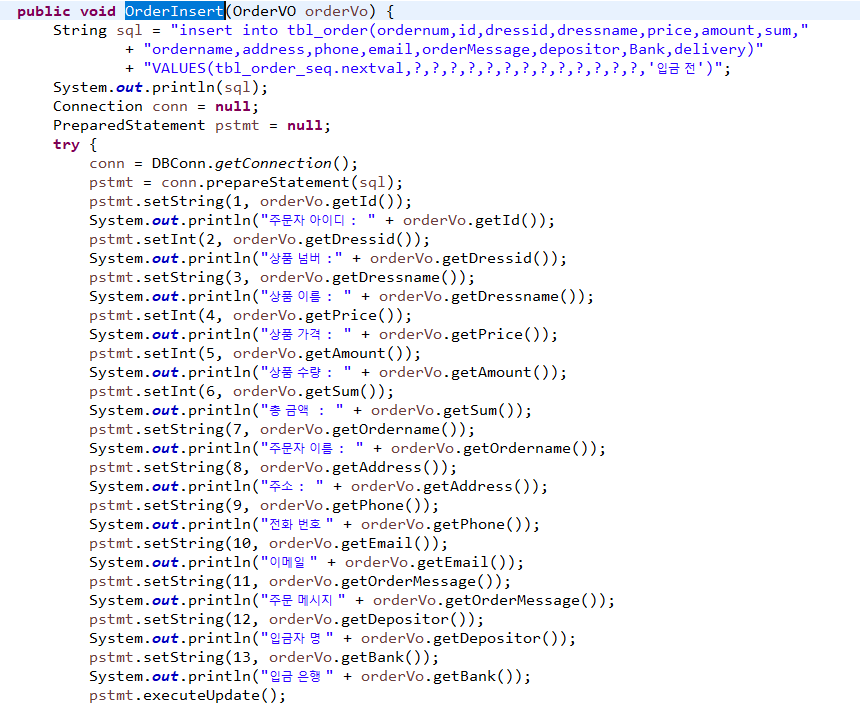 public void OrderInsert(OrderVO orderVo) {
String sql = "insert into tbl_order(ordernum,id,dressid,dressname,price,amount,sum,"
+ "ordername,address,phone,email,orderMessage,depositor,Bank,delivery)"
+ "VALUES(tbl_order_seq.nextval,?,?,?,?,?,?,?,?,?,?,?,?,?,'입금 전')";
System.out.println(sql);
Connection conn = null;
PreparedStatement pstmt = null;
try {
conn = DBConn.getConnection();
pstmt = conn.prepareStatement(sql);
pstmt.setString(1, orderVo.getId());
System.out.println("주문자 아이디 : " + orderVo.getId());
pstmt.setInt(2, orderVo.getDressid());
System.out.println("상품 넘버 :" + orderVo.getDressid());
pstmt.setString(3, orderVo.getDressname());
System.out.println("상품 이름 : " + orderVo.getDressname());
pstmt.setInt(4, orderVo.getPrice());
System.out.println("상품 가격 : " + orderVo.getPrice());
pstmt.setInt(5, orderVo.getAmount());
System.out.println("상품 수량 : " + orderVo.getAmount());
pstmt.setInt(6, orderVo.getSum());
System.out.println("총 금액  : " + orderVo.getSum());
pstmt.setString(7, orderVo.getOrdername());
System.out.println("주문자 이름 : " + orderVo.getOrdername());
pstmt.setString(8, orderVo.getAddress());
System.out.println("주소 : " + orderVo.getAddress());
pstmt.setString(9, orderVo.getPhone());
System.out.println("전화 번호 " + orderVo.getPhone());
pstmt.setString(10, orderVo.getEmail());
System.out.println("이메일 " + orderVo.getEmail());
pstmt.setString(11, orderVo.getOrderMessage());
System.out.println("주문 메시지 " + orderVo.getOrderMessage());
pstmt.setString(12, orderVo.getDepositor());
System.out.println("입금자 명 " + orderVo.getDepositor());
pstmt.setString(13, orderVo.getBank());
System.out.println("입금 은행 " + orderVo.getBank());
pstmt.executeUpdate();